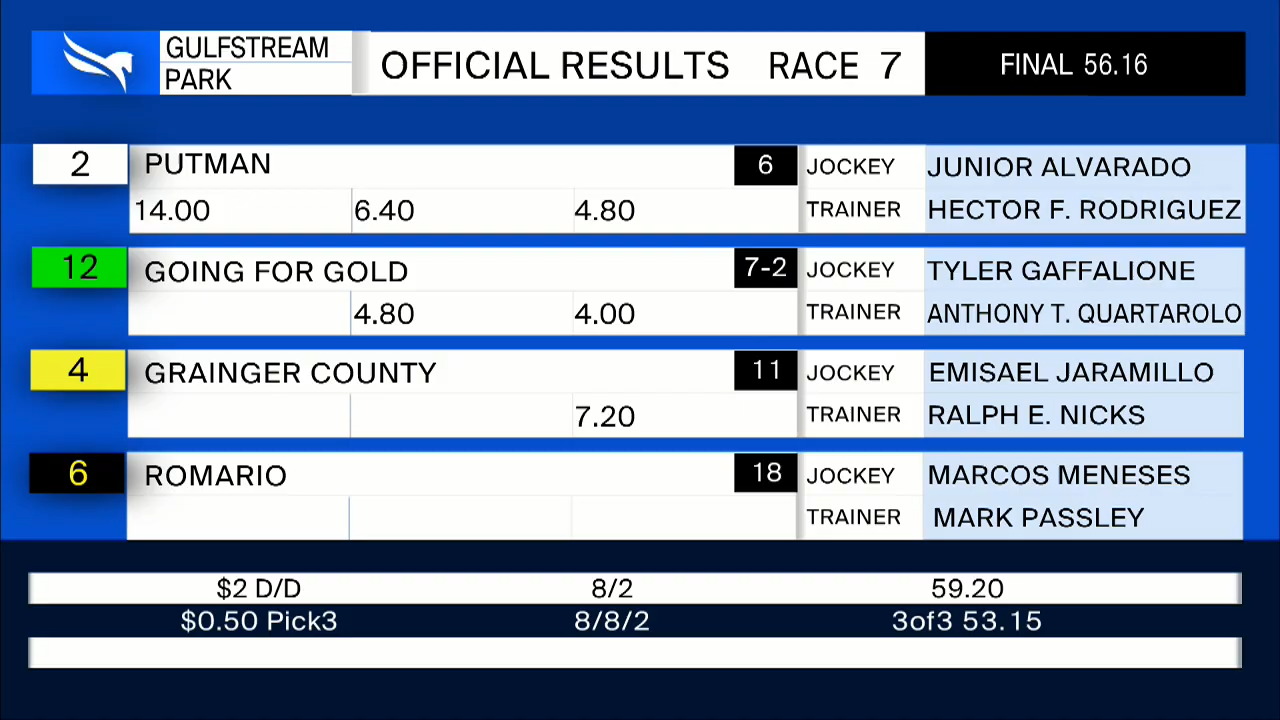 GULFSTREAM PARK OFFICIAL RESULTS RACE 7 FINAL 56.16
2 PUTMAN 6 JOCKEY JUNIOR ALVARADO
14.00 6.40 4.80 TRAINER HECTOR F. RODRIGUEZ
12 GOING FOR GOLD 7-2 JOCKEY TYLER GAFFALIONE
4.80 4.00 TRAINER ANTHONY T. QUARTAROLO
4 GRAINGER COUNTY 11 JOCKEY EMISAEL JARAMILLO
7.20 TRAINER RALPH E. NICKS
6 ROMARIO 18 JOCKEY MARCOS MENESES
TRAINER MARK PASSLEY
$2 D/D 8/2 59.20
$0.50 Pick3 8/8/2 3of3 53.15